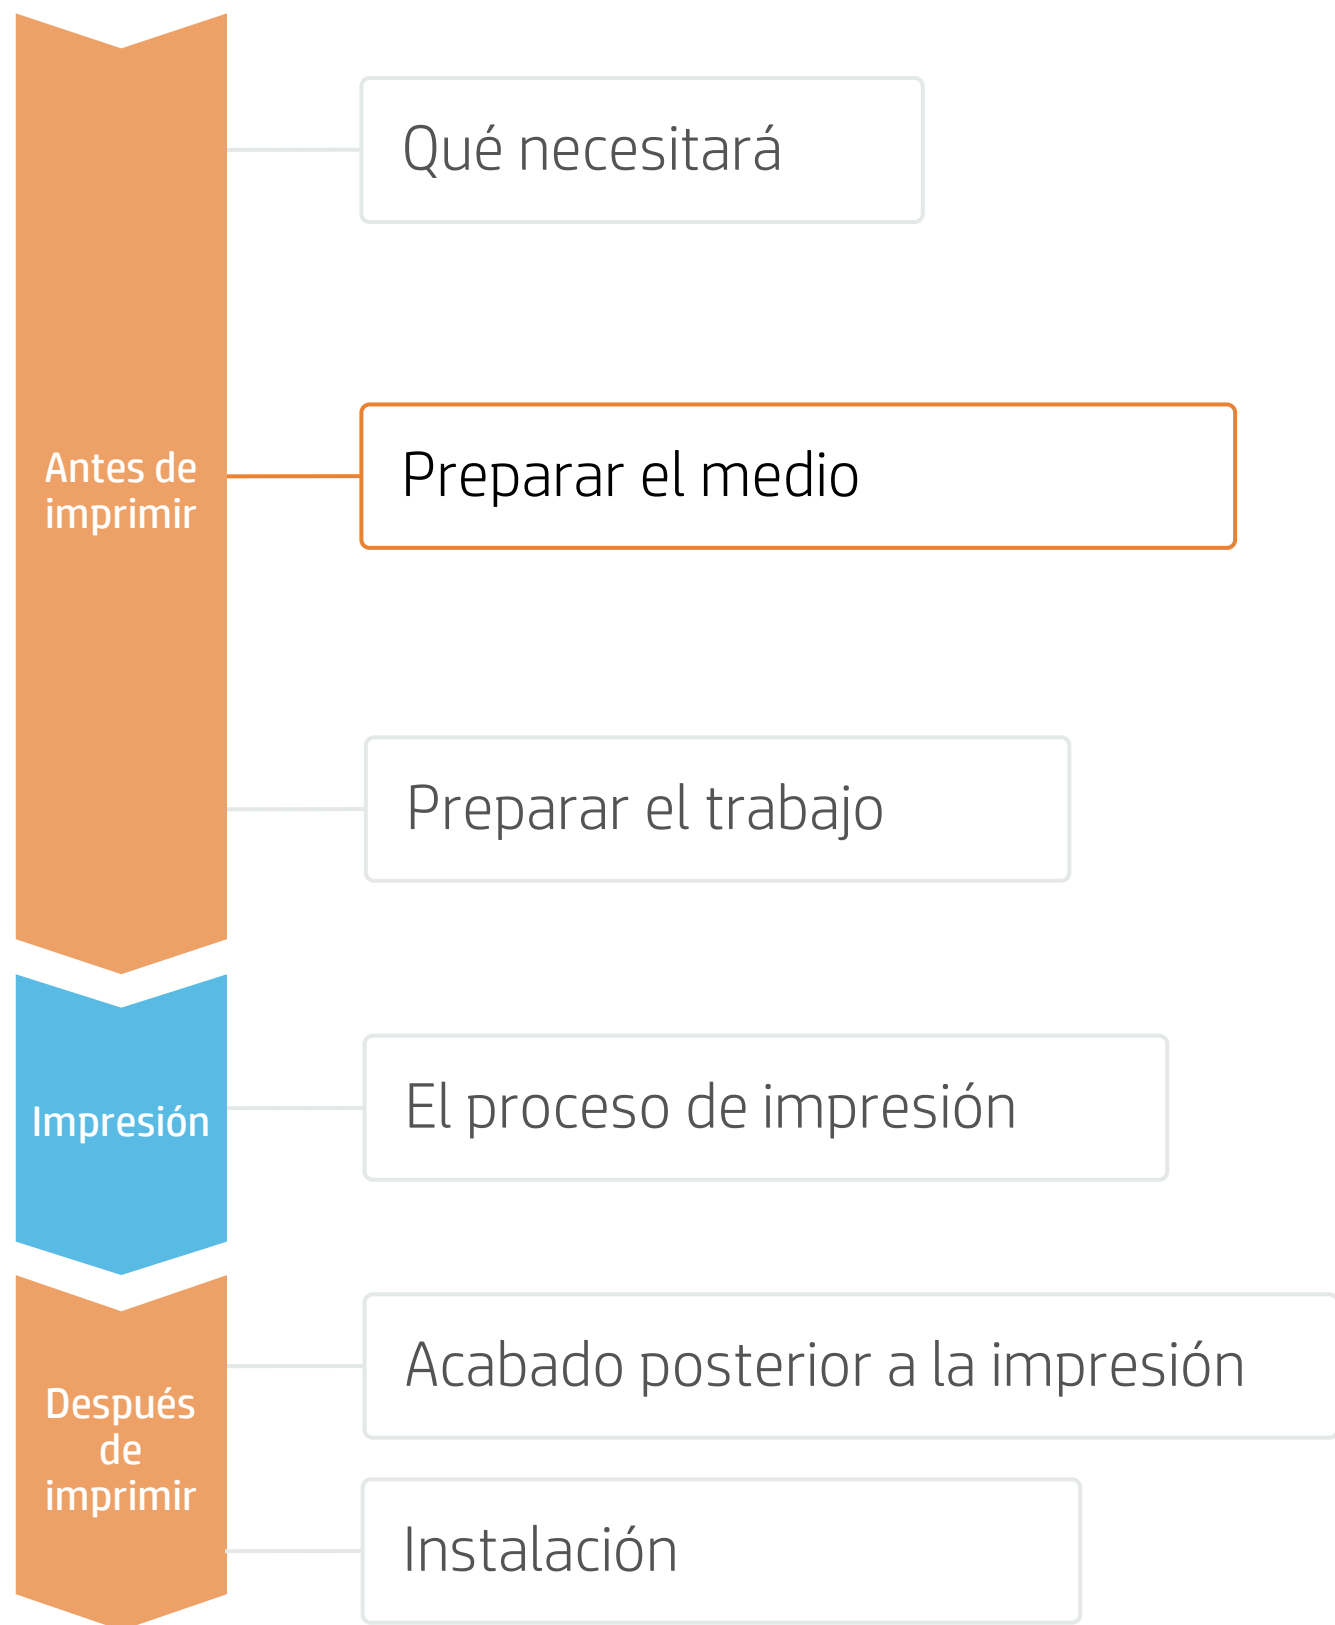 Qué necesitará
Antes de
imprimir
Preparar el medio
Preparar el trabajo
Impresión
El proceso de impresión
Después
de
imprimir
Acabado posterior a la impresión
Instalación